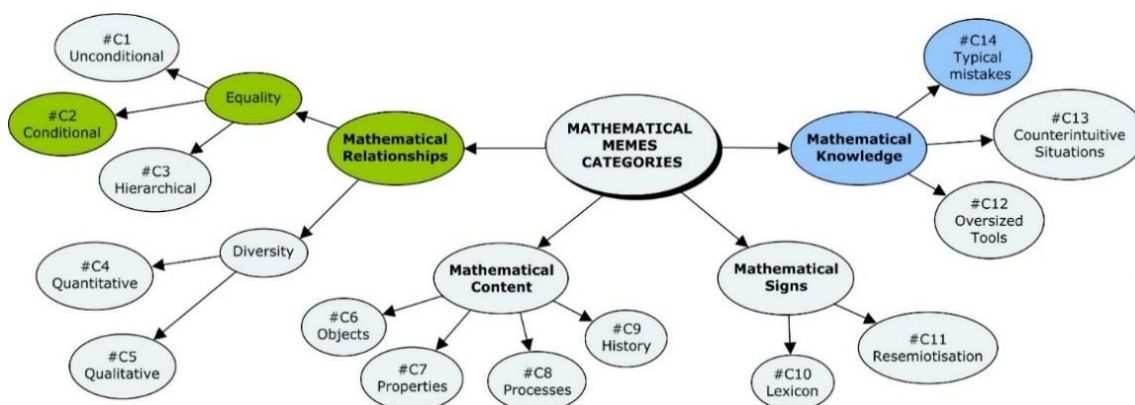 #C1
Unconditional
Equality
#C2
Conditional
#C3
Hierarchical
Mathematical
Relationships
Diversity
#C4
Quantitative
#C5
Qualitative
MATHEMATICAL
MEMES
CATEGORIES
Mathematical
Content
#C6
Objects
#C7
Properties
#C8
Processes
#C9
History
Mathematical
Signs
#C10
Lexicon
#C11
Resemiotisation
Mathematical
Knowledge
#C14
Typical
mistakes
#C13
Counterintuitive
Situations
#C12
Oversized
Tools